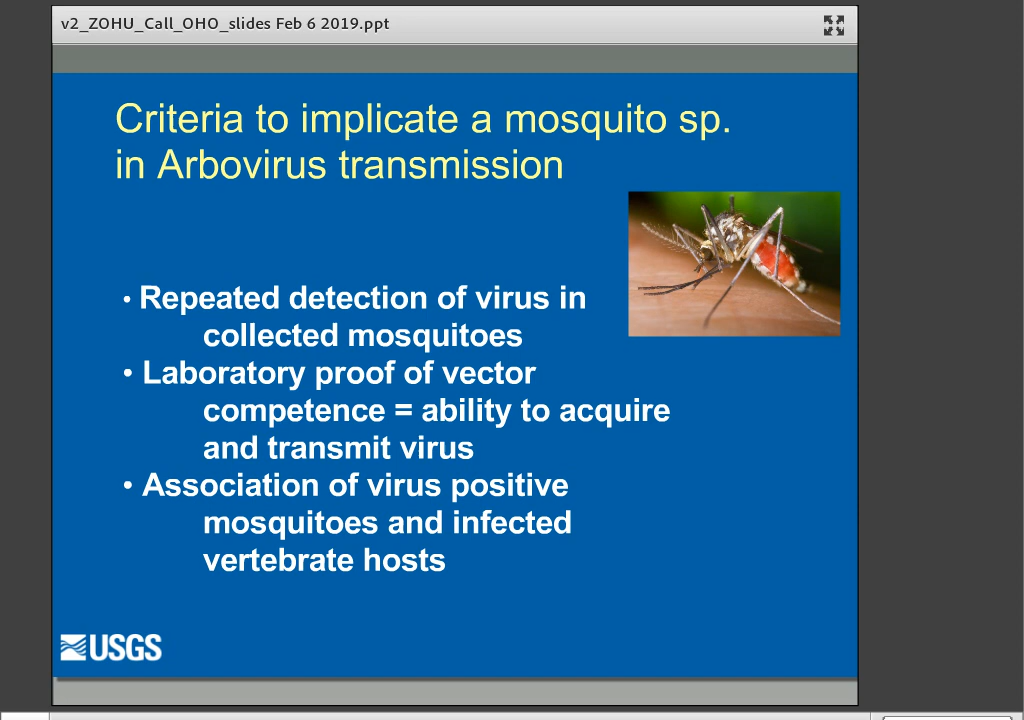 v2_ZOHU_Call_OHO_slides Feb 6 2019.ppt
Criteria to implicate a mosquito sp.
in Arbovirus transmission
• Repeated detection of virus in
collected mosquitoes
• Laboratory proof of vector
competence = ability to acquire
and transmit virus
• Association of virus positive
mosquitoes and infected
vertebrate hosts
USGS